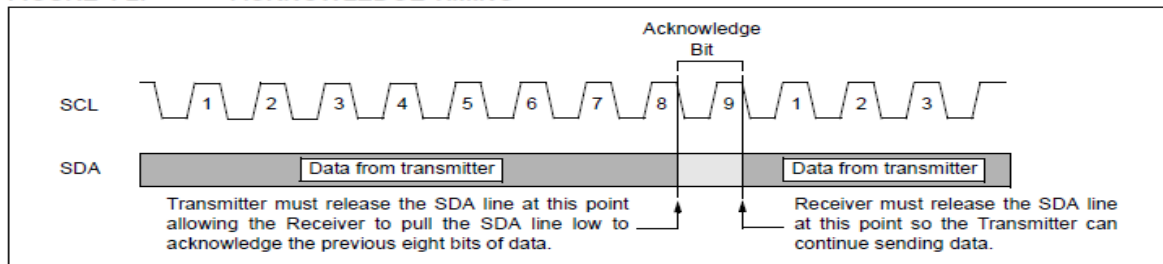 Acknowledge
Bit
SCL
1 2 3 4 5 6 7 8 9 1 2 3
SDA
Data from transmitter
Data from transmitter
Transmitter must release the SDA line at this point
allowing the Receiver to pull the SDA line low to
acknowledge the previous eight bits of data.
Receiver must release the SDA line
at this point so the Transmitter can
continue sending data.